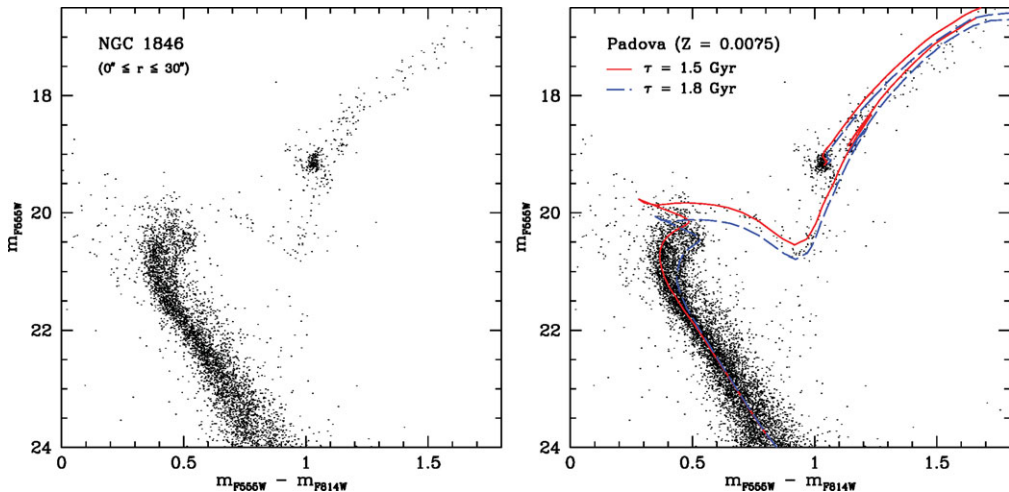 NGC 1846
(0" ≤ r ≤ 30")
18
20
22
24
m_F555W
0
0.5
1
1.5
m_F555W − m_F814W
Padova (Z = 0.0075)
τ = 1.5 Gyr
τ = 1.8 Gyr
18
20
22
24
m_F555W
0
0.5
1
1.5
m_F555W − m_F814W